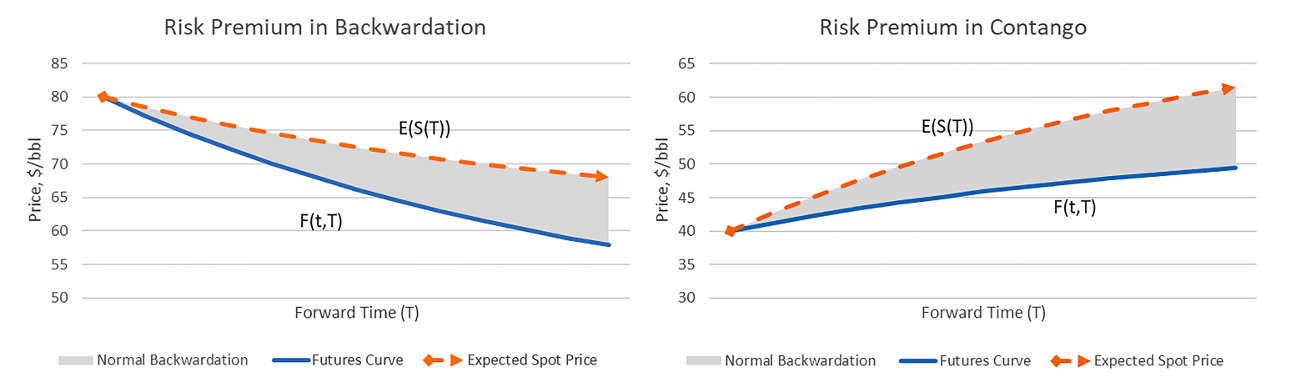 Risk Premium in Backwardation
85
80
75
70
65
60
55
50
Price, $/bbl
E(S(T))
F(t,T)
Forward Time (T)
Normal Backwardation
Futures Curve
Expected Spot Price
Risk Premium in Contango
65
60
55
50
45
40
35
30
Price, $/bbl
E(S(T))
F(t,T)
Forward Time (T)
Normal Backwardation
Futures Curve
Expected Spot Price